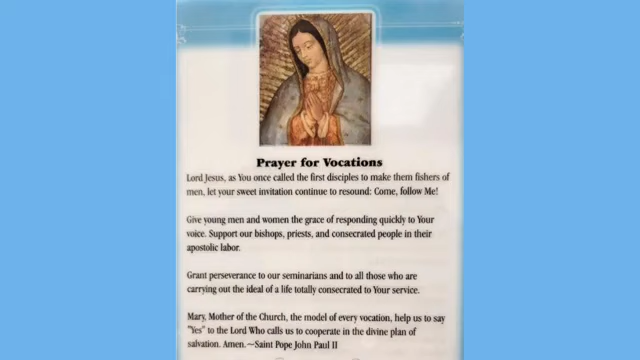 Prayer for Vocations
Lord Jesus, as You once called the first disciples to make them fishers of
men, let your sweet invitation continue to resound: Come, follow Me!
Give young men and women the grace of responding quickly to Your
voice. Support our bishops, priests, and consecrated people in their
apostolic labor.
Grant perseverance to our seminarians and to all those who are
carrying out the ideal of a life totally consecrated to Your service.
Mary, Mother of the Church, the model of every vocation, help us to say
"Yes" to the Lord Who calls us to cooperate in the divine plan of
salvation. Amen.~Saint Pope John Paul II